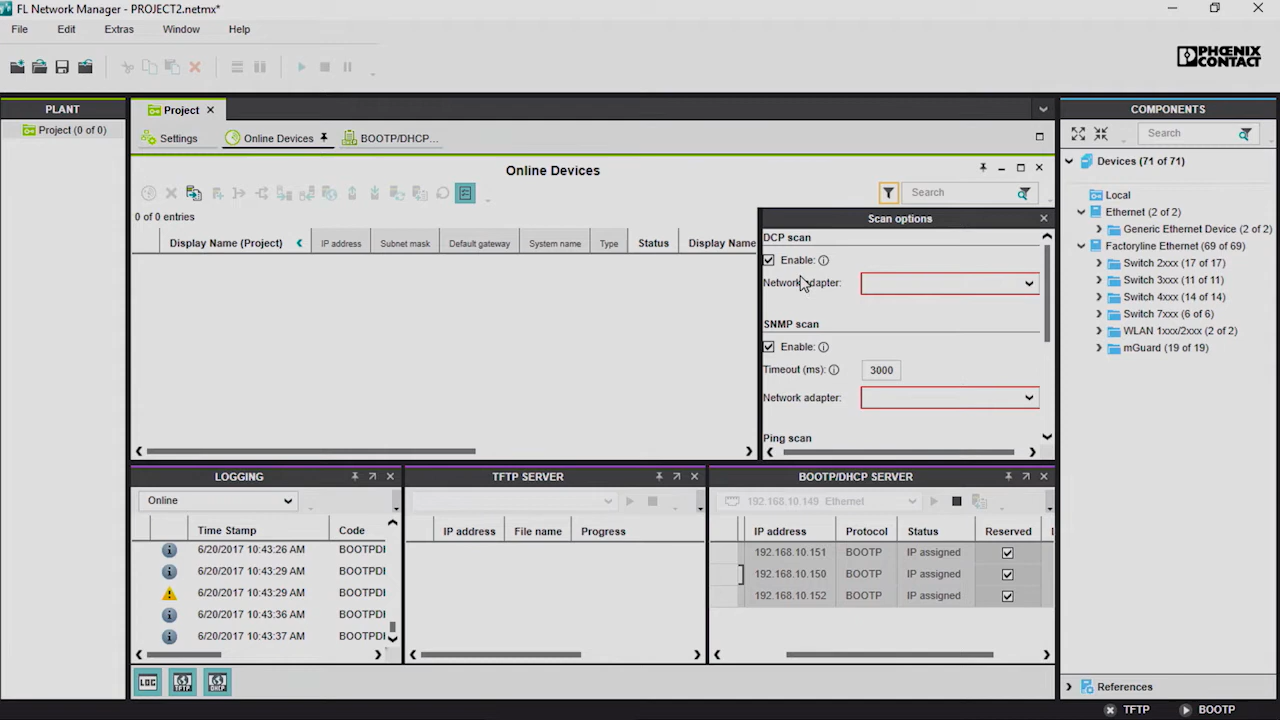 FL Network Manager - PROJECT2.netmx*
File Edit Extras Window Help
PHOENIX CONTACT
PLANT
Project (0 of 0)
Project
Settings Online Devices BOOTP/DHCP...
Online Devices
Search
0 of 0 entries
Display Name (Project) IP address Subnet mask Default gateway System name Type Status Display Name
Scan options
DCP scan
Enable:
Network adapter:
SNMP scan
Enable:
Timeout (ms): 3000
Network adapter:
Ping scan
COMPONENTS
Search
Devices (71 of 71)
Local
Ethernet (2 of 2)
Generic Ethernet Device (2 of 2)
Factoryline Ethernet (69 of 69)
Switch 2xxx (17 of 17)
Switch 3xxx (11 of 11)
Switch 4xxx (14 of 14)
Switch 7xxx (6 of 6)
WLAN 1xxx/2xxx (2 of 2)
mGuard (19 of 19)
References
LOGGING
Online
Time Stamp Code
6/20/2017 10:43:26 AM BOOTPDI
6/20/2017 10:43:29 AM BOOTPDI
6/20/2017 10:43:29 AM BOOTPDI
6/20/2017 10:43:36 AM BOOTPDI
6/20/2017 10:43:37 AM BOOTPDI
TFTP SERVER
IP address File name Progress
BOOTP/DHCP SERVER
192.168.10.149 Ethernet
IP address Protocol Status Reserved
192.168.10.151 BOOTP IP assigned
192.168.10.150 BOOTP IP assigned
192.168.10.152 BOOTP IP assigned
LOG TFTP DHCP
TFTP BOOTP